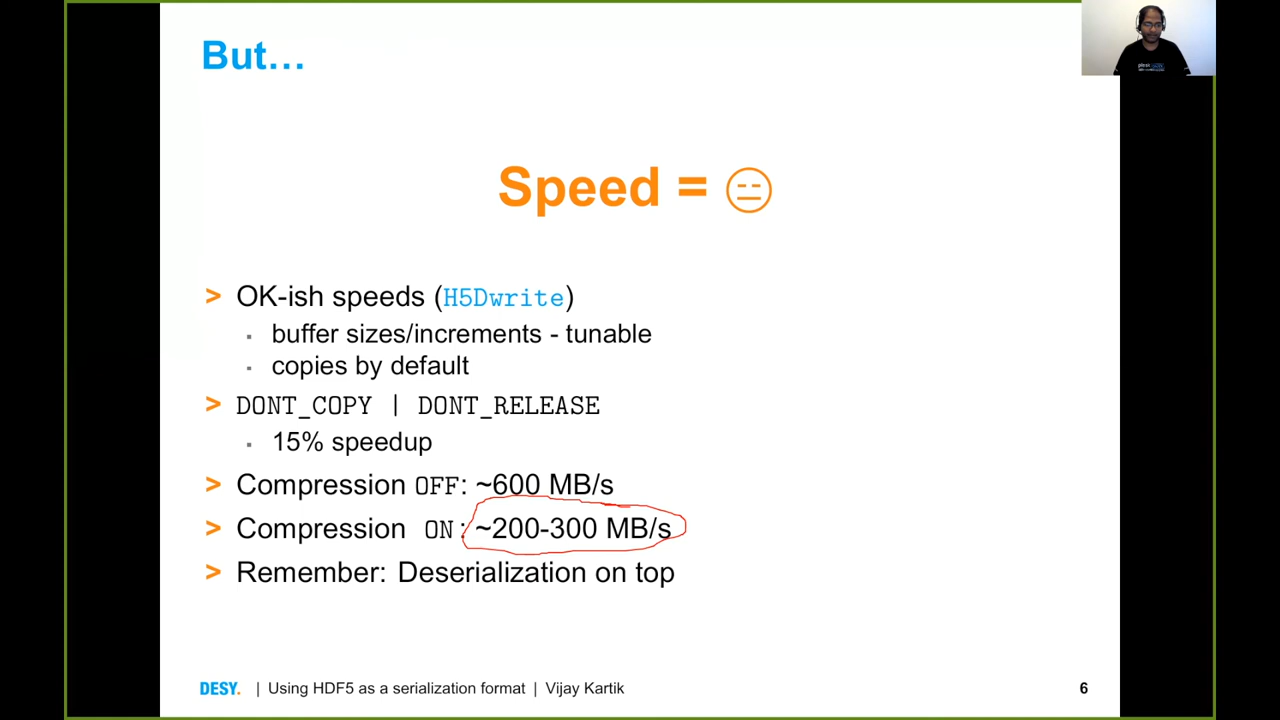 But…
Speed = 😑
> OK-ish speeds (H5Dwrite)
▪ buffer sizes/increments - tunable
▪ copies by default
> DONT_COPY | DONT_RELEASE
▪ 15% speedup
> Compression OFF: ~600 MB/s
> Compression ON: ~200-300 MB/s
> Remember: Deserialization on top
DESY. | Using HDF5 as a serialization format | Vijay Kartik
6